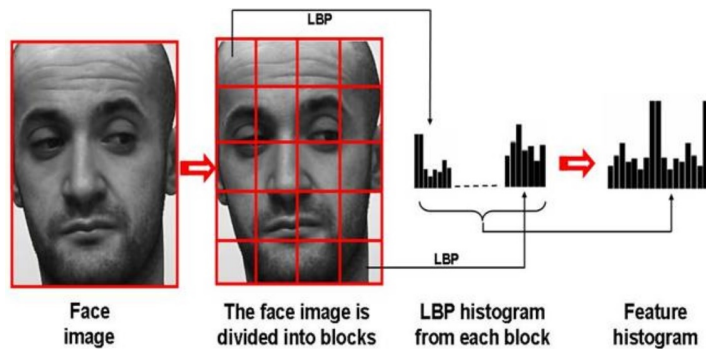 LBP
LBP
Face
image
The face image is
divided into blocks
LBP histogram
from each block
Feature
histogram